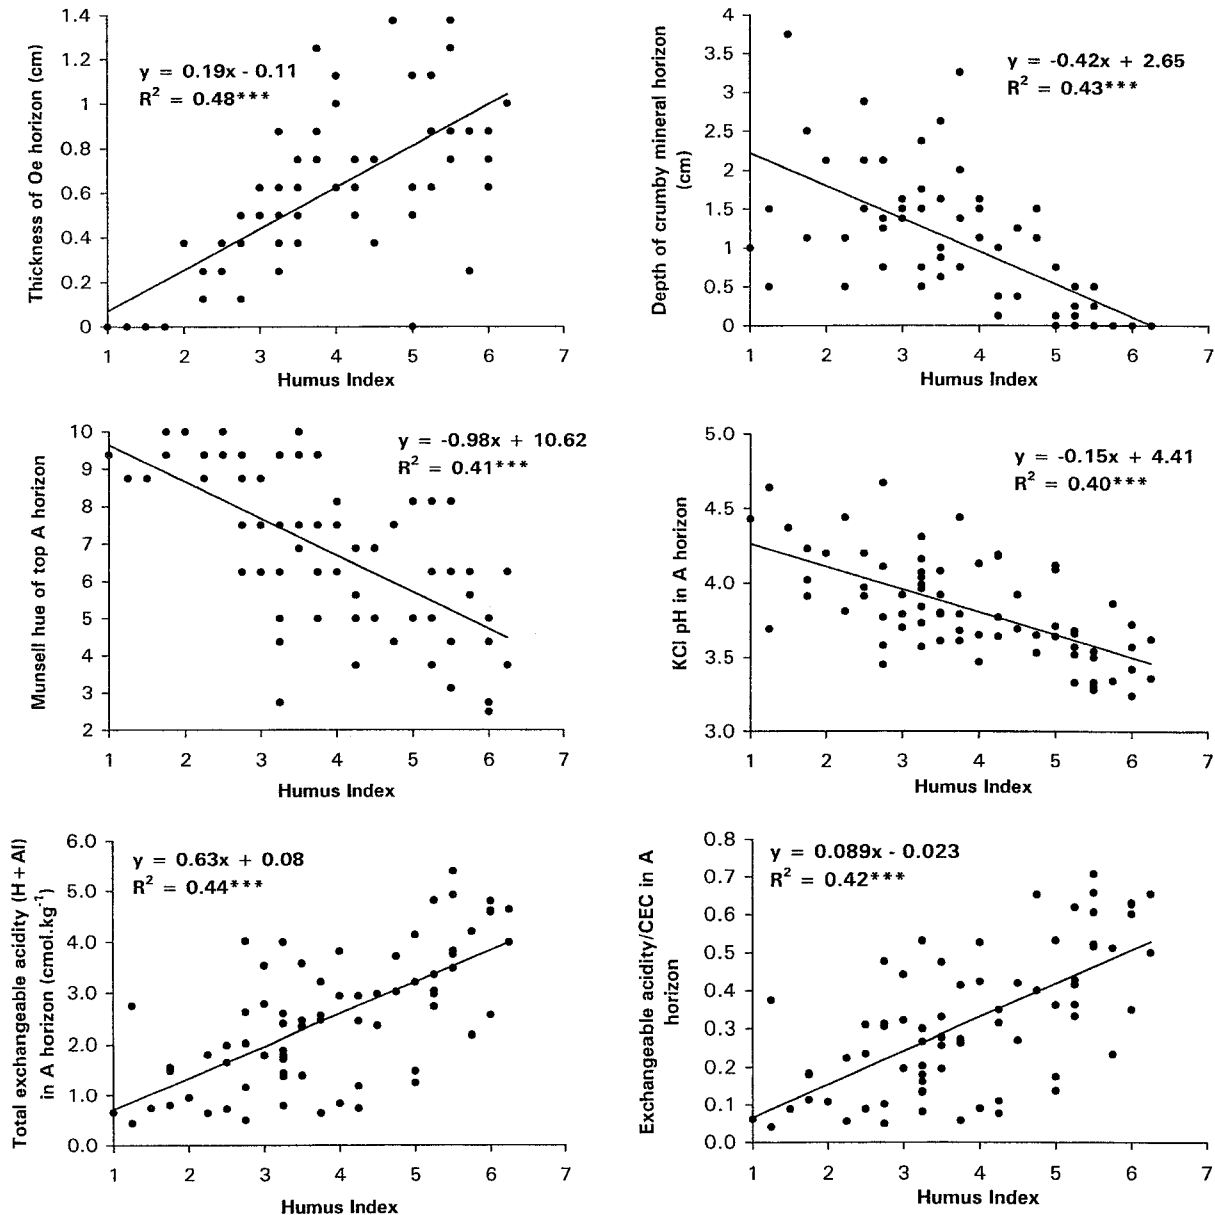 Thickness of Oe horizon (cm)
1.4
1.2
1
0.8
0.6
0.4
0.2
0
y = 0.19x - 0.11
R² = 0.48***
1 2 3 4 5 6 7
Humus Index
Depth of crumby mineral horizon
(cm)
4
3.5
3
2.5
2
1.5
1
0.5
0
y = -0.42x + 2.65
R² = 0.43***
1 2 3 4 5 6 7
Humus Index
Munsell hue of top A horizon
10
9
8
7
6
5
4
3
2
y = -0.98x + 10.62
R² = 0.41***
1 2 3 4 5 6 7
Humus Index
KCl pH in A horizon
5.0
4.5
4.0
3.5
3.0
y = -0.15x + 4.41
R² = 0.40***
1 2 3 4 5 6 7
Humus Index
Total exchangeable acidity (H + Al)
in A horizon (cmol.kg⁻¹)
6.0
5.0
4.0
3.0
2.0
1.0
0.0
y = 0.63x + 0.08
R² = 0.44***
1 2 3 4 5 6 7
Humus Index
Exchangeable acidity/CEC in A
horizon
0.8
0.7
0.6
0.5
0.4
0.3
0.2
0.1
0.0
y = 0.089x - 0.023
R² = 0.42***
1 2 3 4 5 6 7
Humus Index